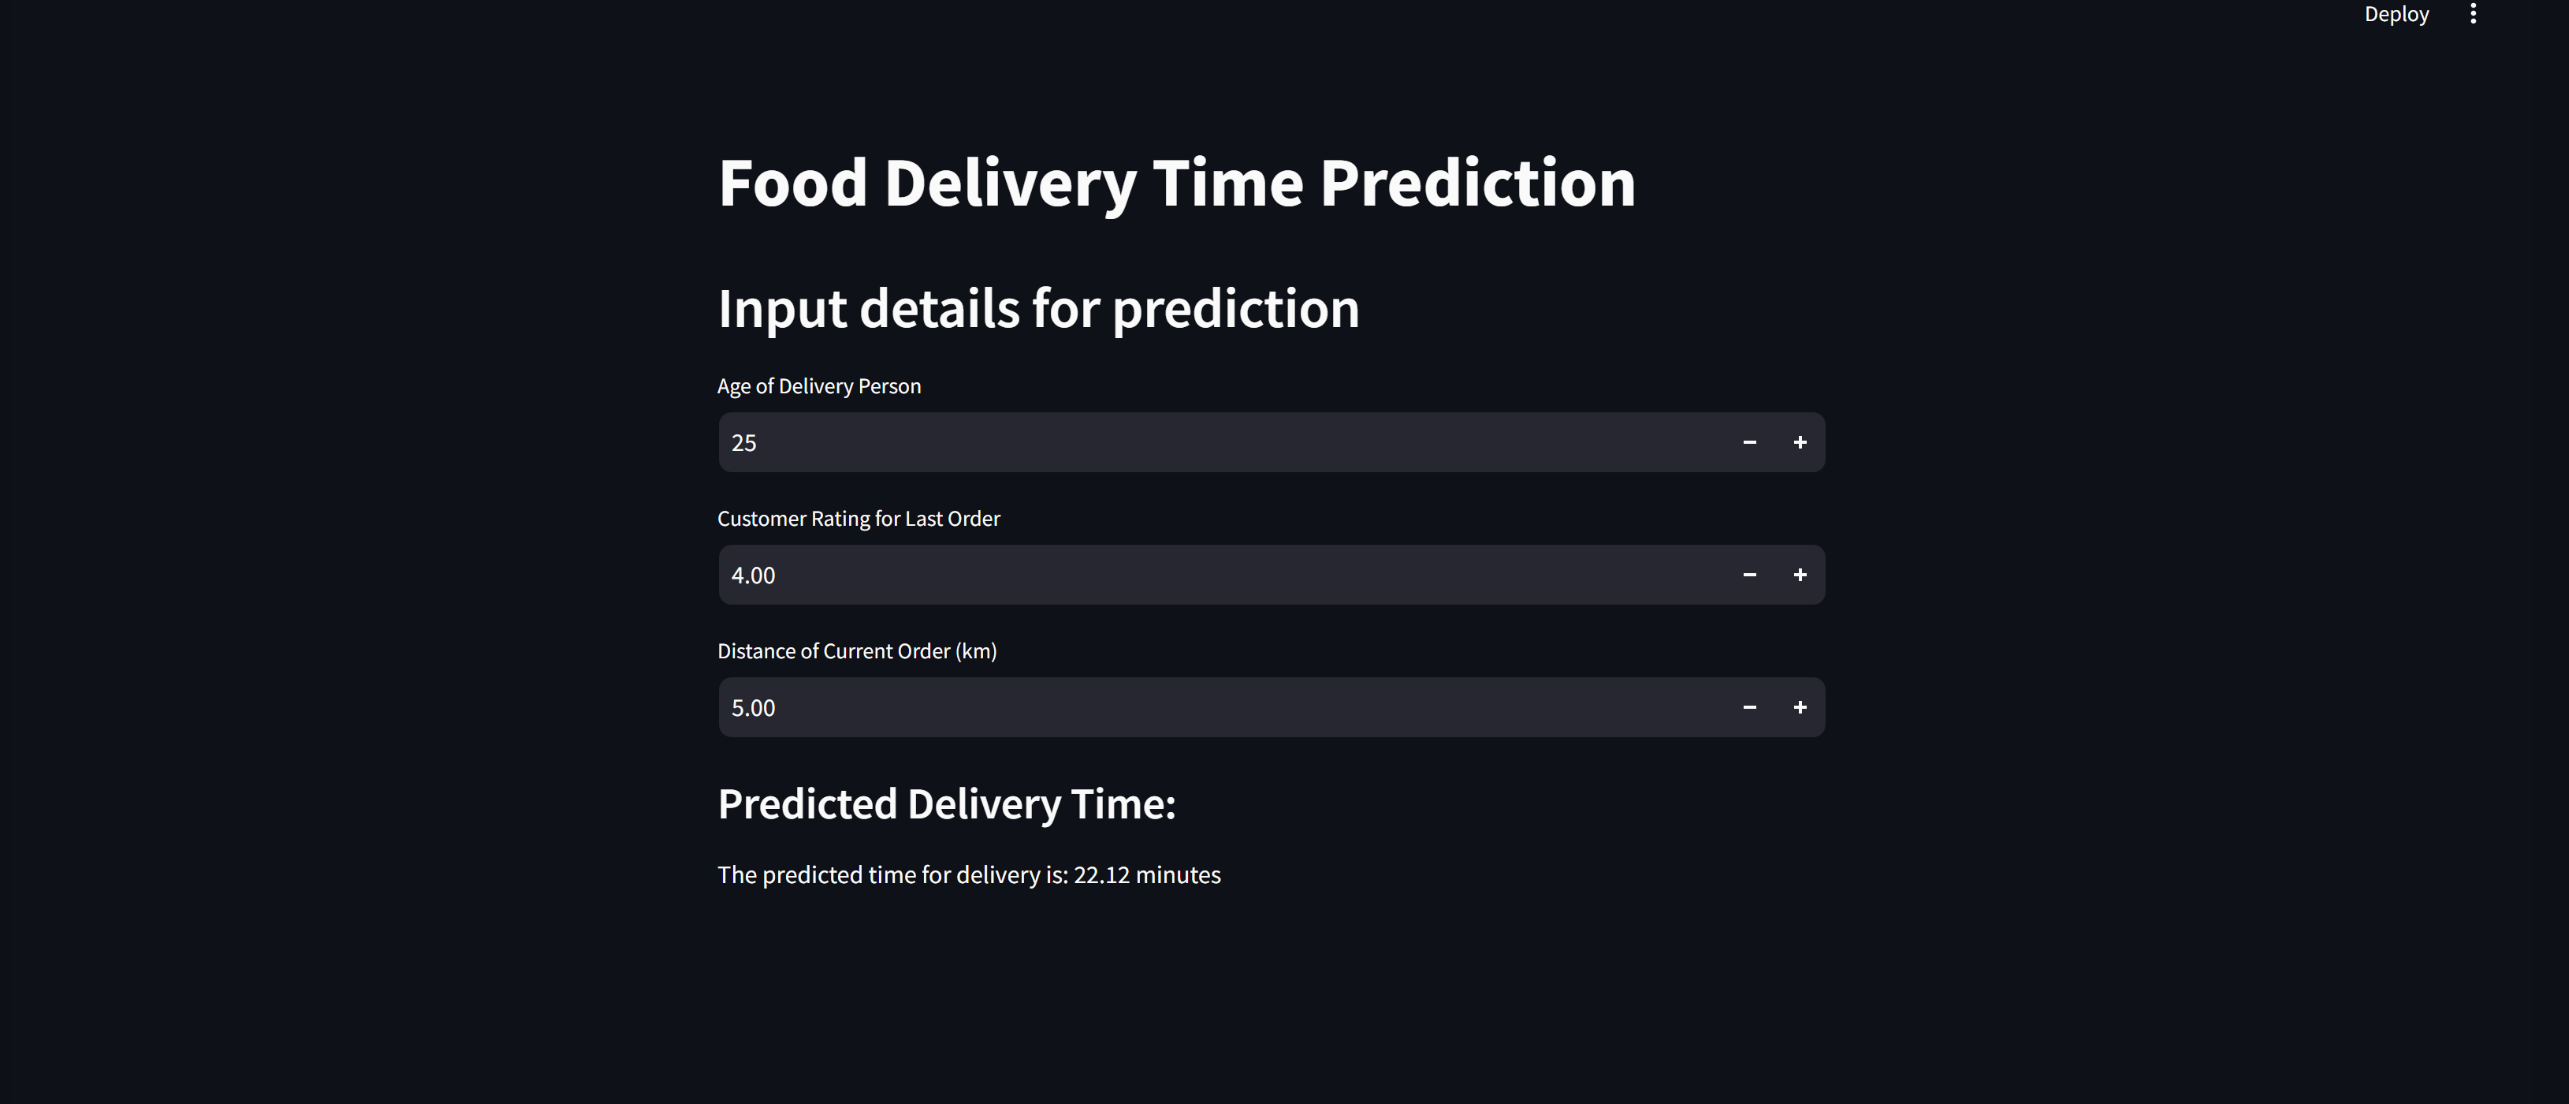 Deploy
Food Delivery Time Prediction
Input details for prediction
Age of Delivery Person
25
Customer Rating for Last Order
4.00
Distance of Current Order (km)
5.00
Predicted Delivery Time:
The predicted time for delivery is: 22.12 minutes